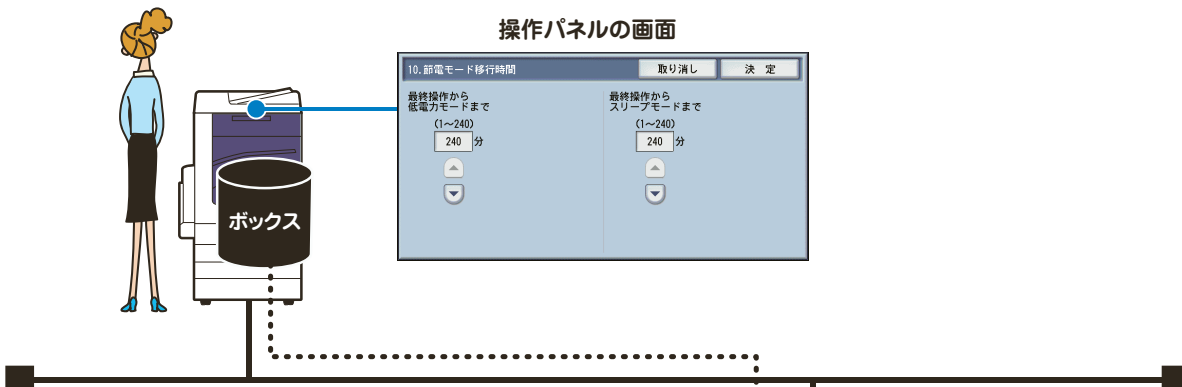 操作パネルの画面
10.節電モード移行時間
取り消し
決 定
最終操作から
低電力モードまで
(1～240)
240 分
最終操作から
スリープモードまで
(1～240)
240 分
ボックス